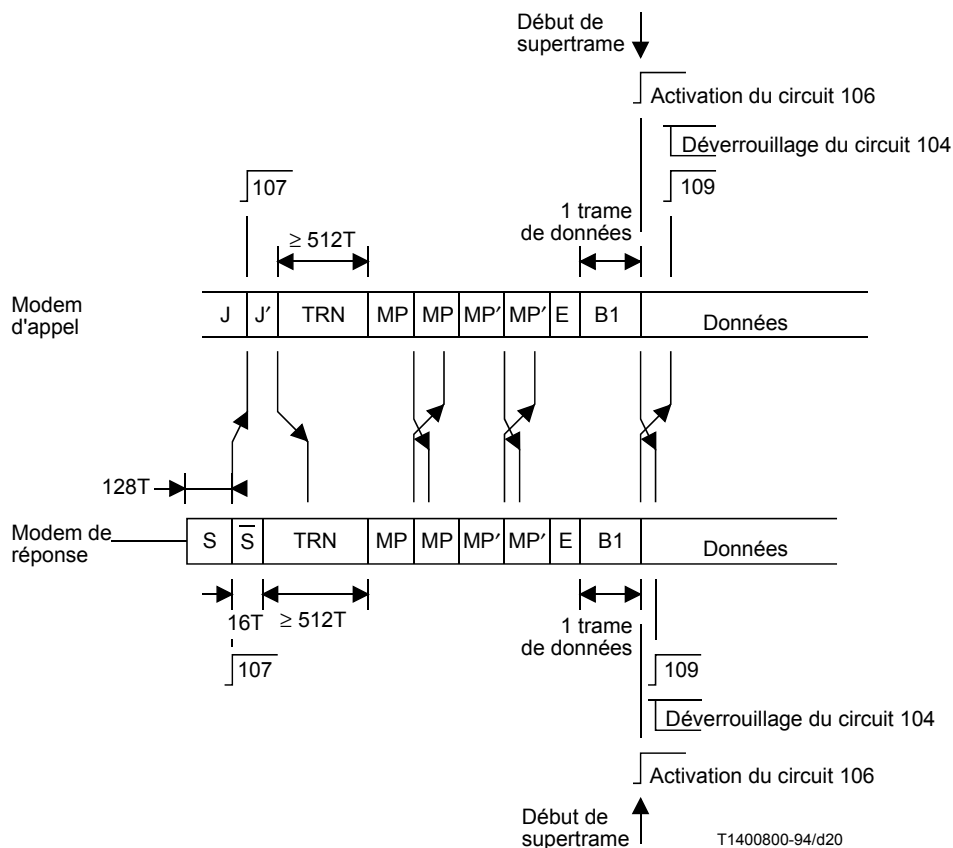 Début de
supertrame
Activation du circuit 106
Déverrouillage du circuit 104
107
109
1 trame
de données
≥ 512T
Modem
d'appel
J J′ TRN MP MP MP′ MP′ E B1 Données
128T
Modem de
réponse
S S̅ TRN MP MP MP′ MP′ E B1 Données
16T ≥ 512T
1 trame
de données
107
109
Déverrouillage du circuit 104
Activation du circuit 106
Début de
supertrame
T1400800-94/d20